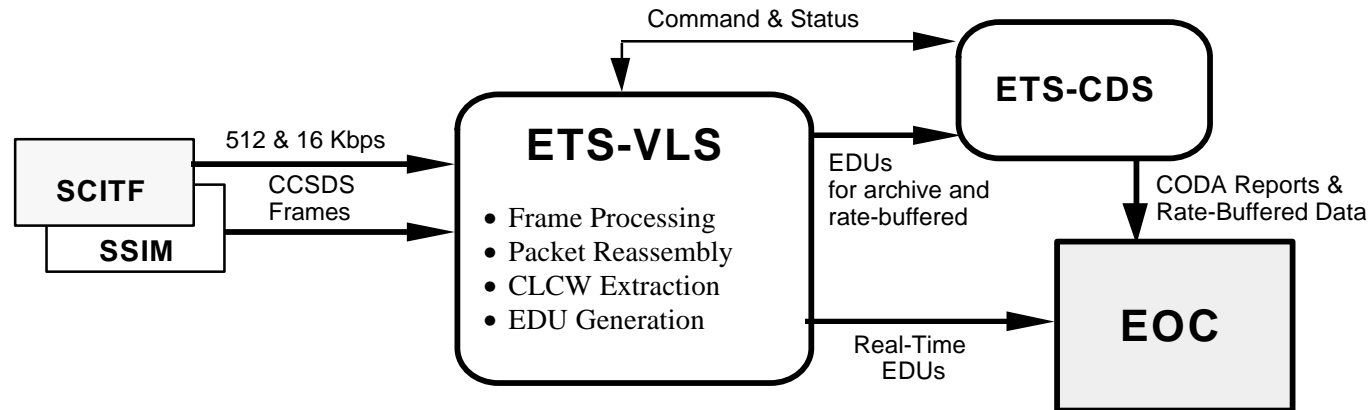 Command & Status
ETS-CDS
512 & 16 Kbps
CCSDS
Frames
SCITF
SSIM
ETS-VLS
• Frame Processing
• Packet Reassembly
• CLCW Extraction
• EDU Generation
EDUs
for archive and
rate-buffered
CODA Reports &
Rate-Buffered Data
Real-Time
EDUs
EOC